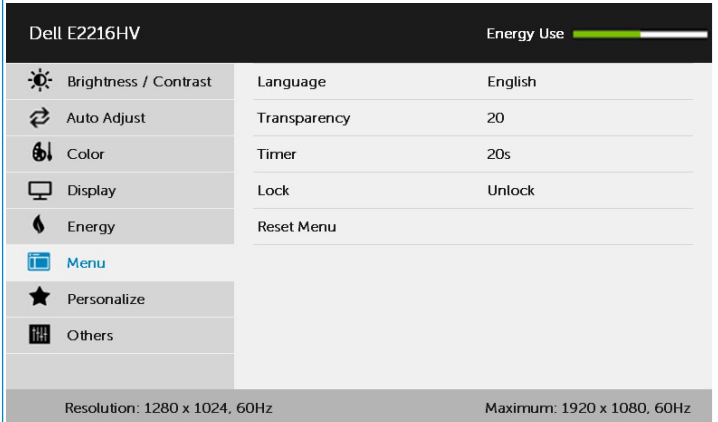 Dell E2216HV Energy Use
Brightness / Contrast Language English
Auto Adjust Transparency 20
Color Timer 20s
Display Lock Unlock
Energy Reset Menu
Menu
Personalize
Others
Resolution: 1280 x 1024, 60Hz Maximum: 1920 x 1080, 60Hz